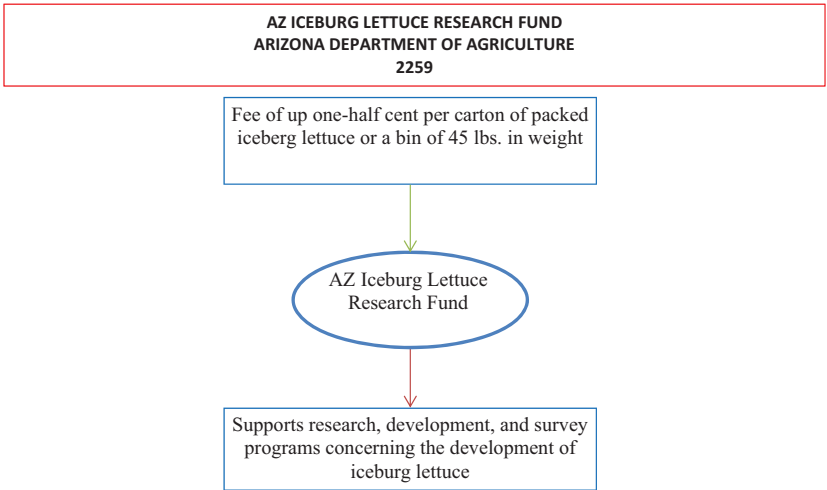 AZ ICEBURG LETTUCE RESEARCH FUND
ARIZONA DEPARTMENT OF AGRICULTURE
2259
Fee of up one-half cent per carton of packed
iceberg lettuce or a bin of 45 lbs. in weight
AZ Iceburg Lettuce
Research Fund
Supports research, development, and survey
programs concerning the development of
iceburg lettuce